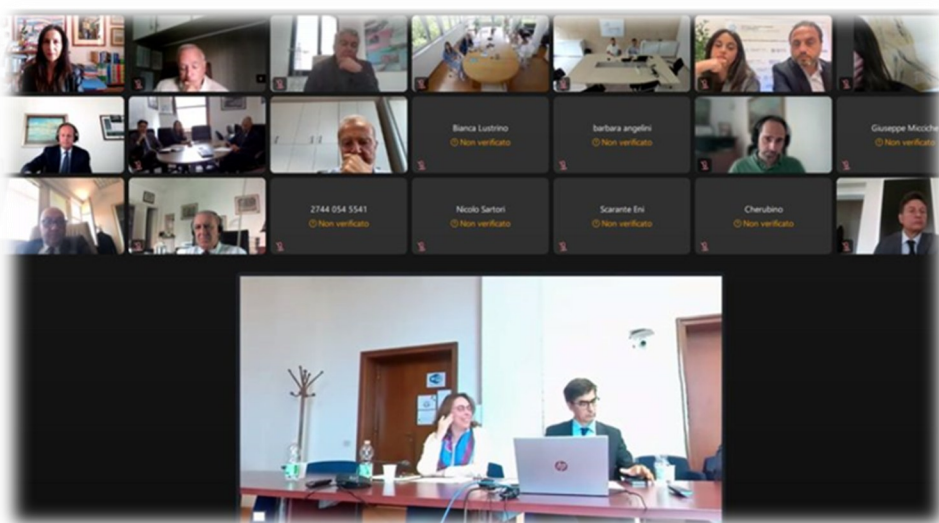 Bianca Lustrino
Non verificato
barbara angelini
Non verificato
Giuseppe Micciche
Non verificato
2744 054 5541
Non verificato
Nicolo Sartori
Non verificato
Scarante Eni
Non verificato
Cherubino
Non verificato
hp